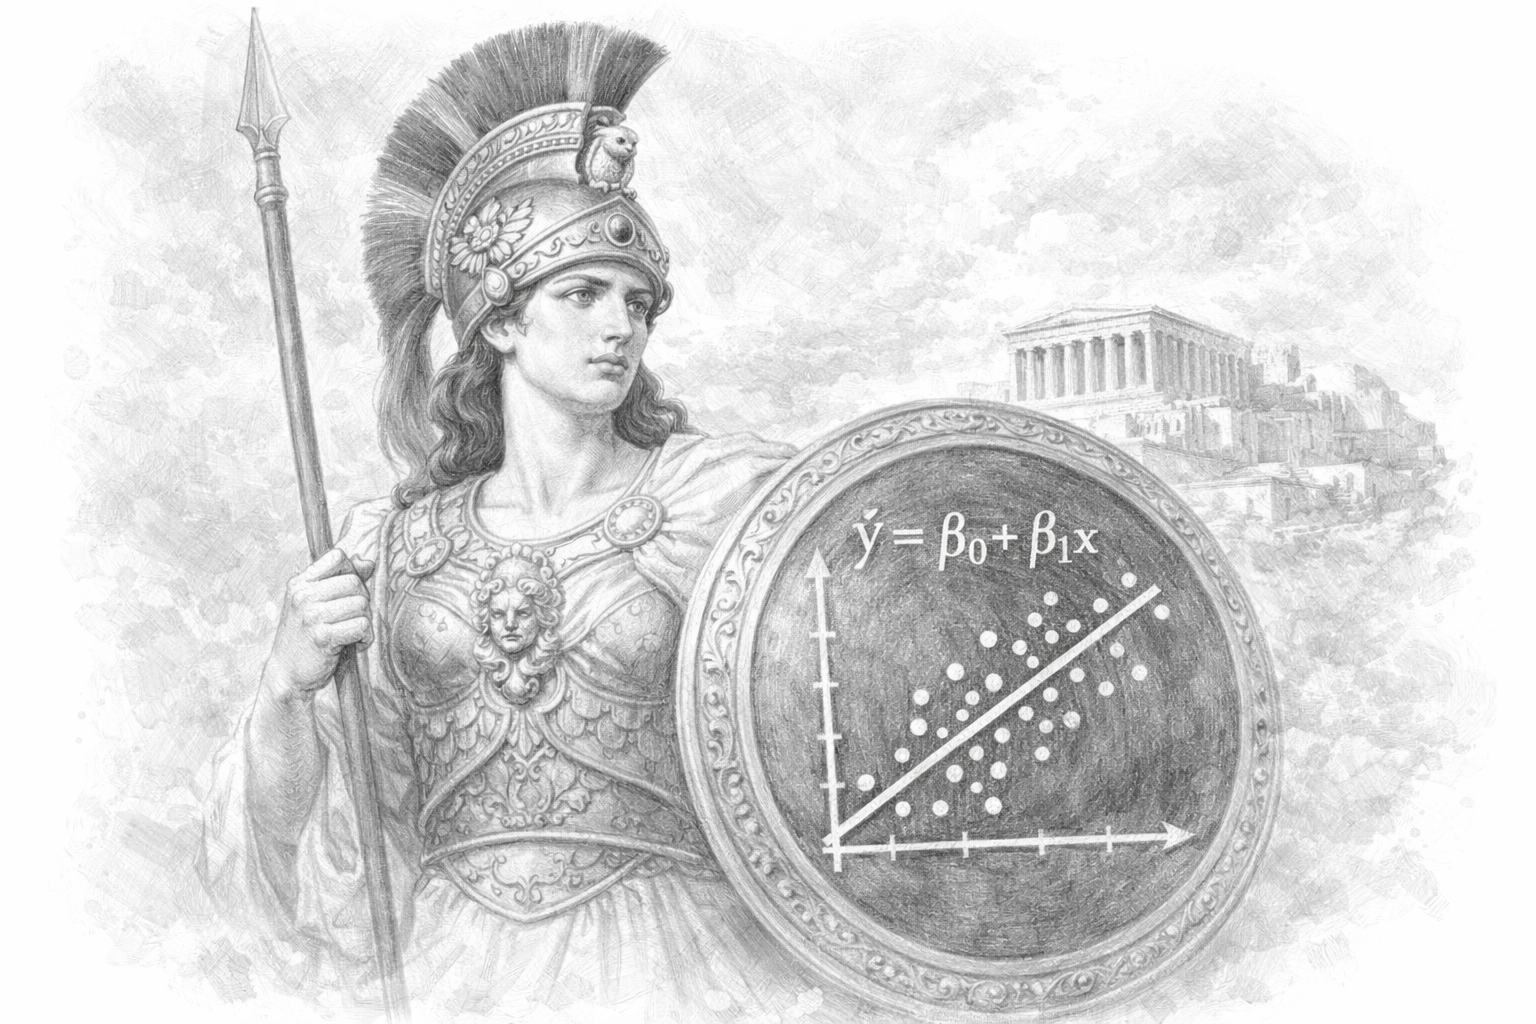 ŷ = β₀ + β₁x